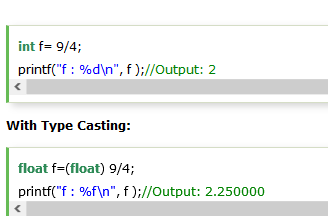 int f= 9/4;
printf("f : %d\n", f );//Output: 2
With Type Casting:
float f=(float) 9/4;
printf("f : %f\n", f );//Output: 2.250000